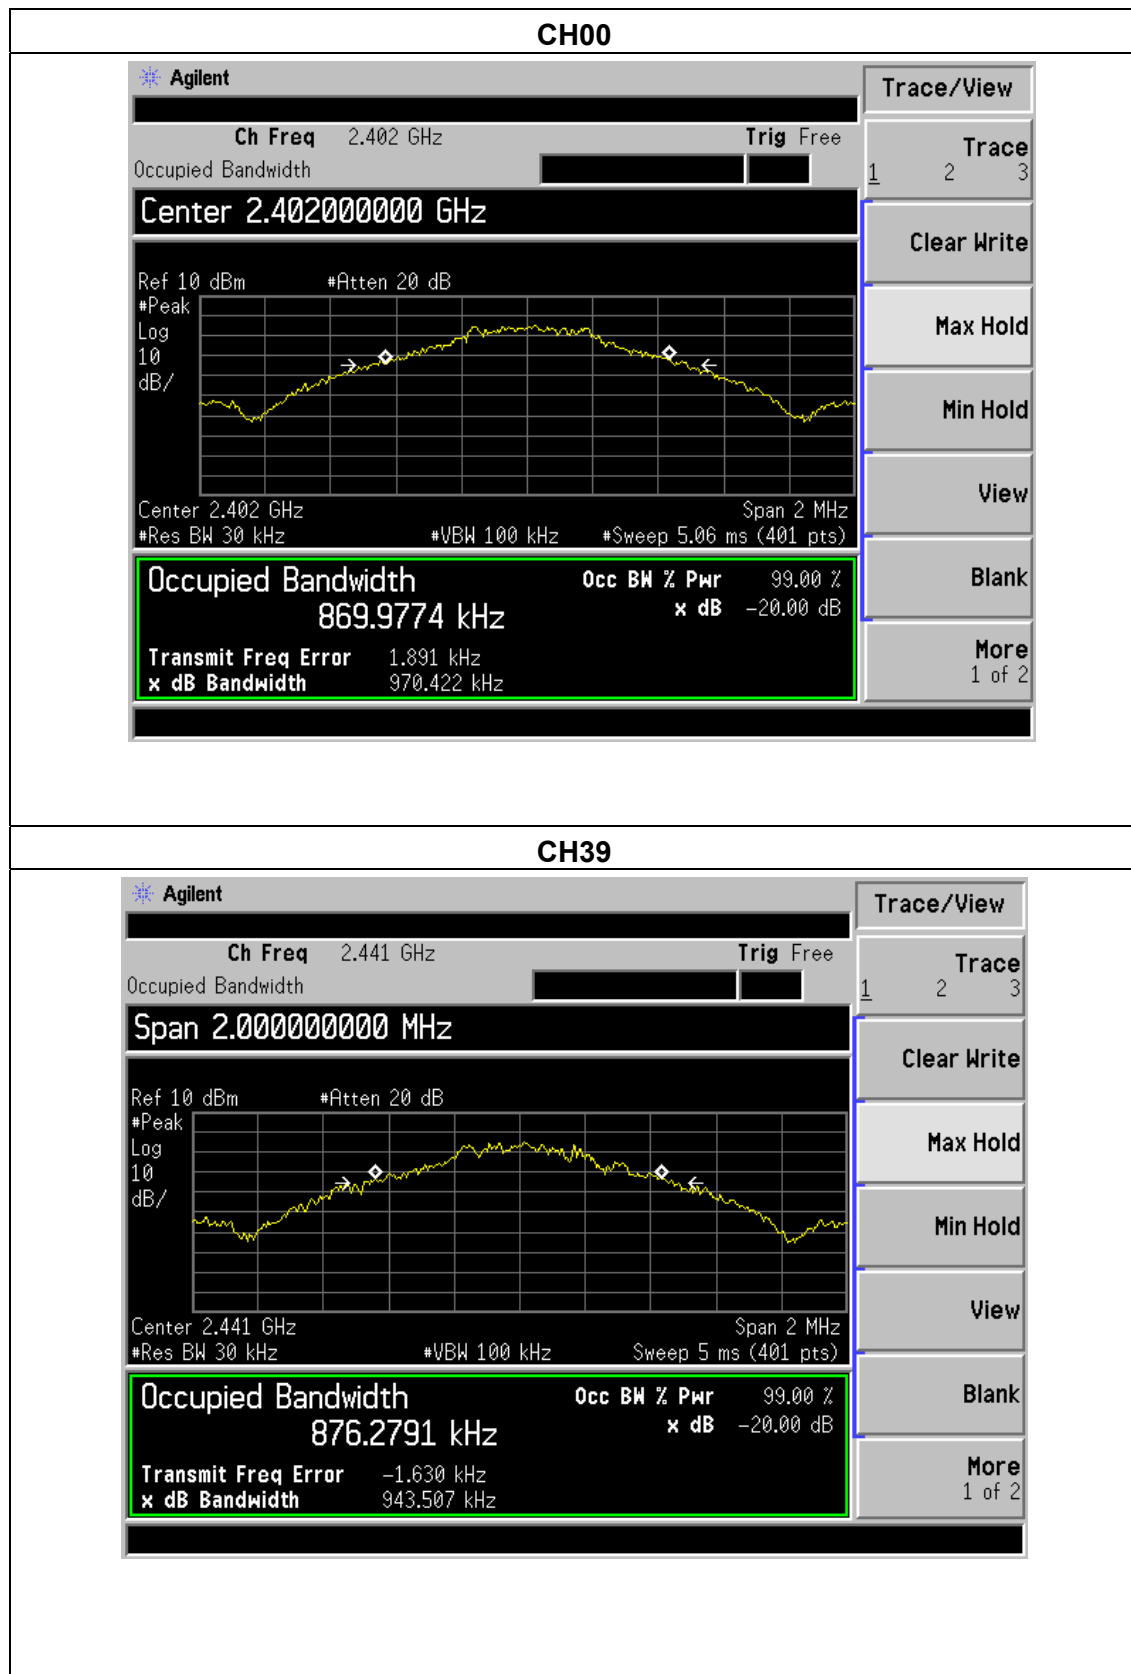 CH00
Agilent
Trace/View
Ch Freq 2.402 GHz Trig Free
Occupied Bandwidth
Trace
1 2 3
Center 2.402000000 GHz
Clear Write
Ref 10 dBm #Atten 20 dB
#Peak
Log
10
dB/
Max Hold
Min Hold
View
Center 2.402 GHz Span 2 MHz
#Res BW 30 kHz #VBW 100 kHz #Sweep 5.06 ms (401 pts)
Occupied Bandwidth Occ BW % Pwr 99.00 %
869.9774 kHz x dB -20.00 dB
Blank
Transmit Freq Error 1.891 kHz
x dB Bandwidth 970.422 kHz
More
1 of 2
CH39
Agilent
Trace/View
Ch Freq 2.441 GHz Trig Free
Occupied Bandwidth
Trace
1 2 3
Span 2.000000000 MHz
Clear Write
Ref 10 dBm #Atten 20 dB
#Peak
Log
10
dB/
Max Hold
Min Hold
View
Center 2.441 GHz Span 2 MHz
#Res BW 30 kHz #VBW 100 kHz Sweep 5 ms (401 pts)
Occupied Bandwidth Occ BW % Pwr 99.00 %
876.2791 kHz x dB -20.00 dB
Blank
Transmit Freq Error -1.630 kHz
x dB Bandwidth 943.507 kHz
More
1 of 2